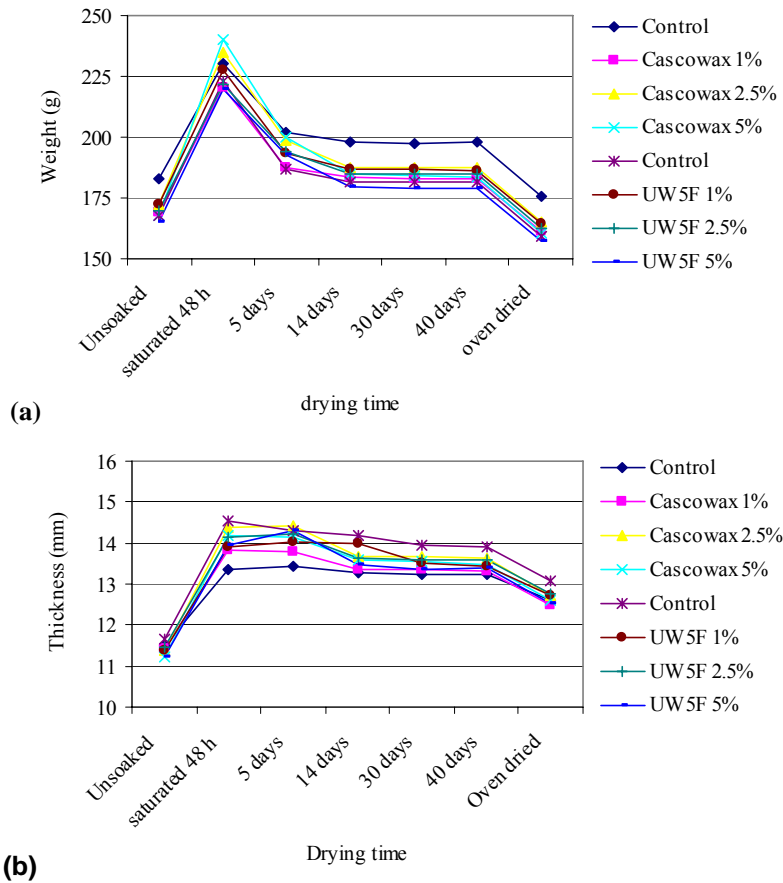 250
225
200
175
150
Weight (g)
Unsoaked
saturated 48 h
5 days
14 days
30 days
40 days
oven dried
drying time
Control
Cascowax 1%
Cascowax 2.5%
Cascowax 5%
Control
UW5F 1%
UW5F 2.5%
UW5F 5%
(a)
16
15
14
13
12
11
10
Thickness (mm)
Unsoaked
saturated 48 h
5 days
14 days
30 days
40 days
Oven dried
Drying time
Control
Cascowax 1%
Cascowax 2.5%
Cascowax 5%
Control
UW5F 1%
UW5F 2.5%
UW5F 5%
(b)